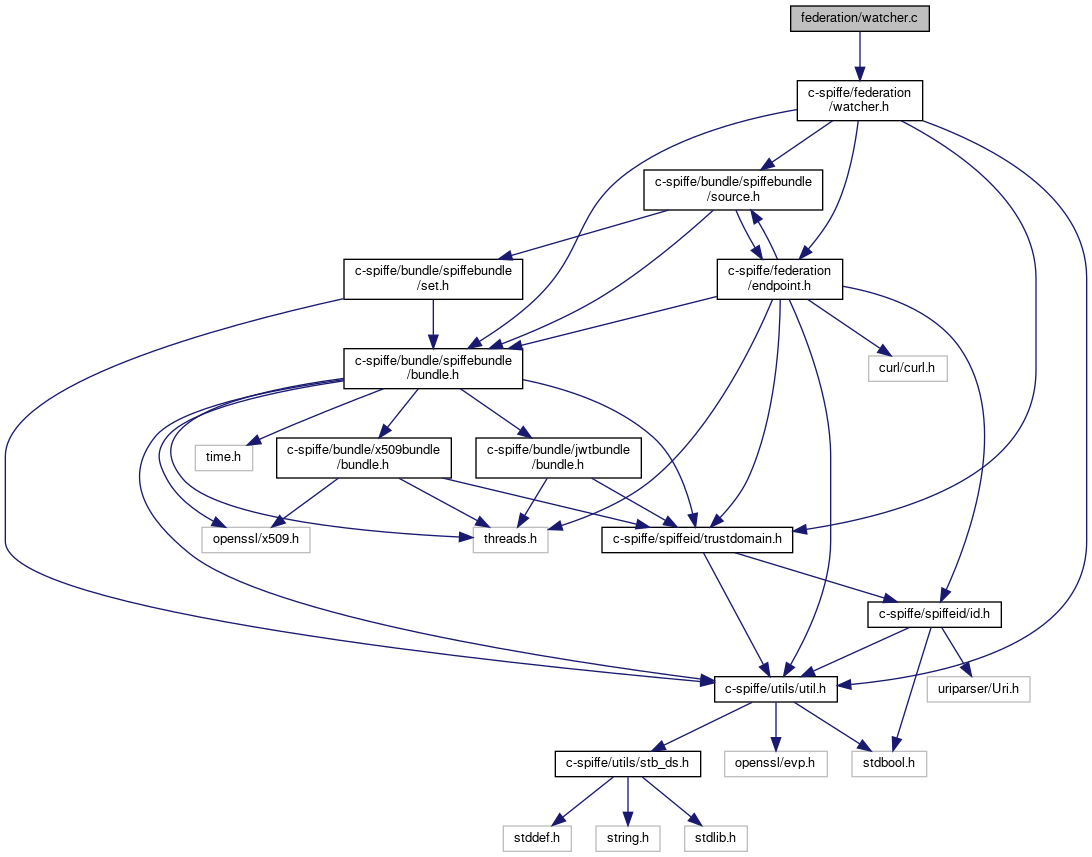 federation/watcher.c
c-spiffe/federation
/watcher.h
c-spiffe/bundle/spiffebundle
/source.h
c-spiffe/bundle/spiffebundle
/set.h
c-spiffe/federation
/endpoint.h
c-spiffe/bundle/spiffebundle
/bundle.h
curl/curl.h
time.h
c-spiffe/bundle/x509bundle
/bundle.h
c-spiffe/bundle/jwtbundle
/bundle.h
openssl/x509.h
threads.h
c-spiffe/spiffeid/trustdomain.h
c-spiffe/spiffeid/id.h
c-spiffe/utils/util.h
uriparser/Uri.h
c-spiffe/utils/stb_ds.h
openssl/evp.h
stdbool.h
stddef.h
string.h
stdlib.h